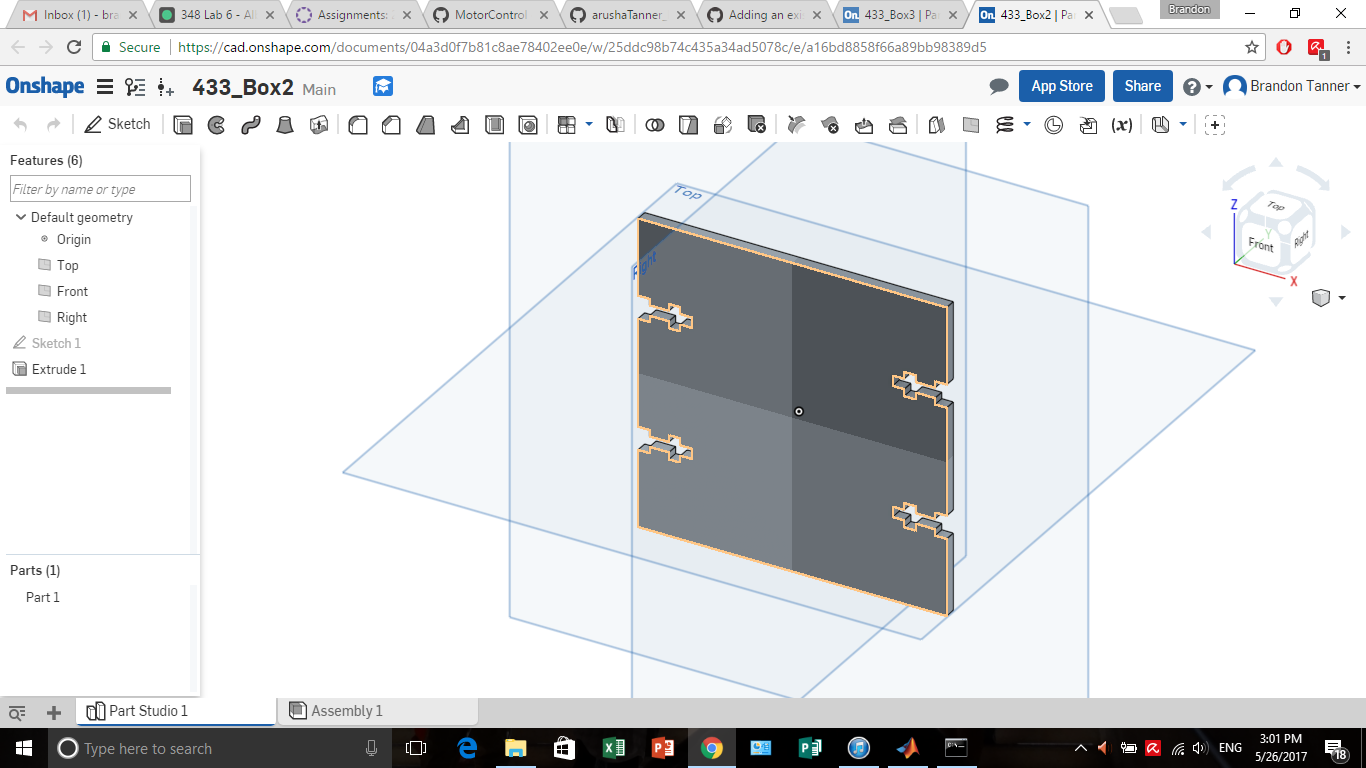 Brandon
Inbox (1) - bra
348 Lab 6 - All
Assignments: a
MotorControl
arushaTanner_
Adding an exi
433_Box3 | Pa
433_Box2 | Pa
Secure
https://cad.onshape.com/documents/04a3d0f7b81c8ae78402ee0e/w/25ddc98b74c435a34ad5078c/e/a16bd8858f66a89bb98389d5
1
Onshape
433_Box2 Main
App Store
Share
Brandon Tanner
Sketch
(x)
Features (6)
Filter by name or type
Default geometry
Origin
Top
Front
Right
Sketch 1
Extrude 1
Parts (1)
Part 1
Top
Right
Z
Top
Y
Front
Right
X
Part Studio 1
Assembly 1
Type here to search
ENG
3:01 PM
5/26/2017
18